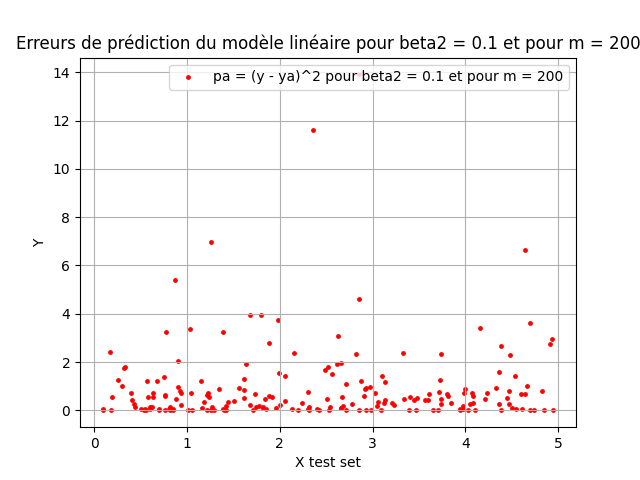 Erreurs de prédiction du modèle linéaire pour beta2 = 0.1 et pour m = 200
pa = (y - ya)^2 pour beta2 = 0.1 et pour m = 200
14
12
10
8
6
4
2
0
Y
0 1 2 3 4 5
X test set